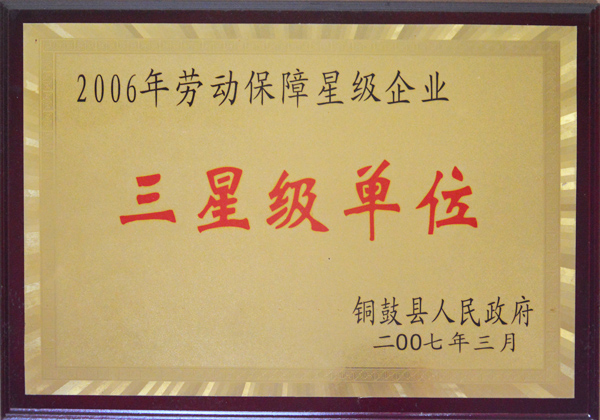 2006年劳动保障星级企业
三星级单位
铜鼓县人民政府
二00七年三月